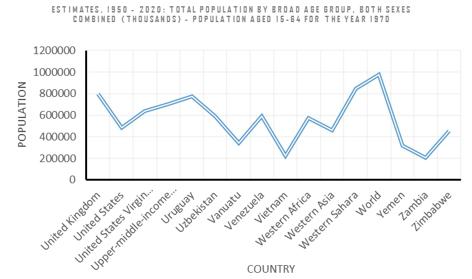 ESTIMATES, 1950 - 2020: TOTAL POPULATION BY BROAD AGE GROUP, BOTH SEXES
COMBINED (THOUSANDS) - POPULATION AGED 15-64 FOR THE YEAR 1970
1200000
1000000
800000
600000
400000
200000
0
POPULATION
United Kingdom
United States
United States Virgin...
Upper-middle-income...
Uruguay
Uzbekistan
Vanuatu
Venezuela
Vietnam
Western Africa
Western Asia
Western Sahara
World
Yemen
Zambia
Zimbabwe
COUNTRY